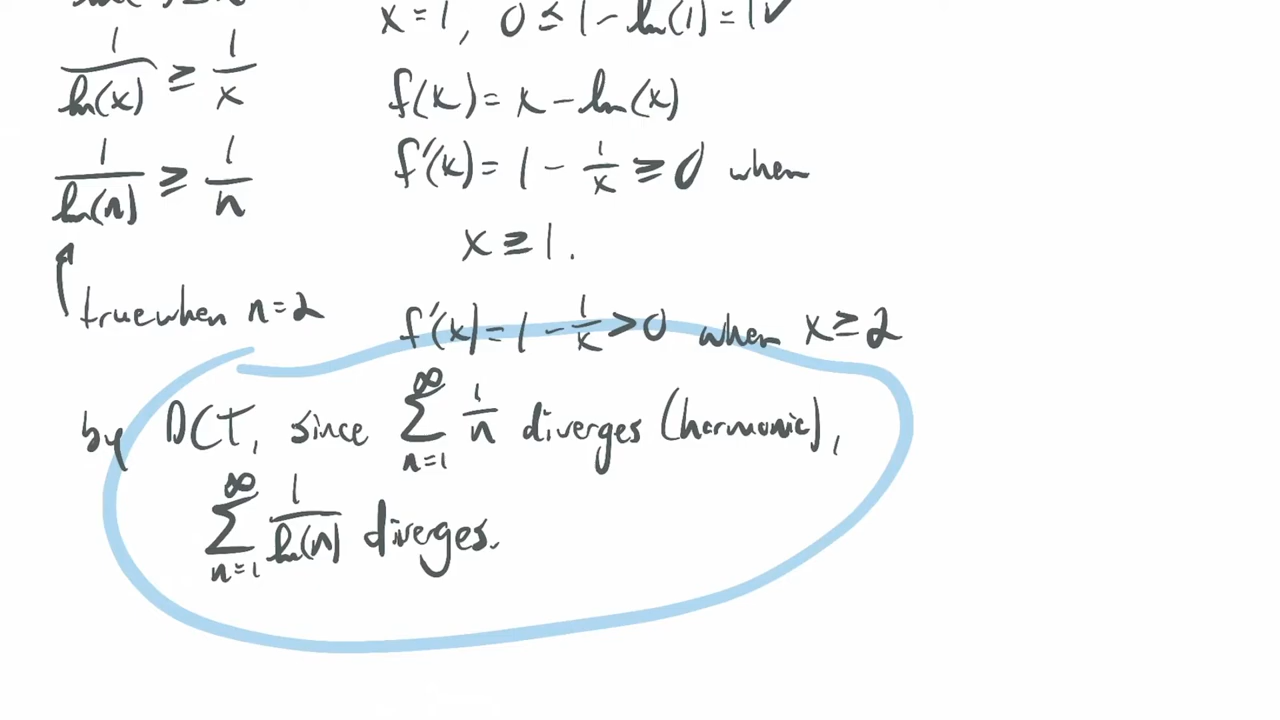 x = 1, 0 ≤ 1 - ln(1) = 1 ✓
1/ln(x) ≥ 1/x
f(x) = x - ln(x)
1/ln(n) ≥ 1/n
f'(x) = 1 - 1/x ≥ 0 when
x ≥ 1.
true when n = 2
f'(x) = 1 - 1/x > 0 when x ≥ 2
by DCT, since ∑_{n=1}^{∞} 1/n diverges (harmonic),
∑_{n=1}^{∞} 1/ln(n) diverges.